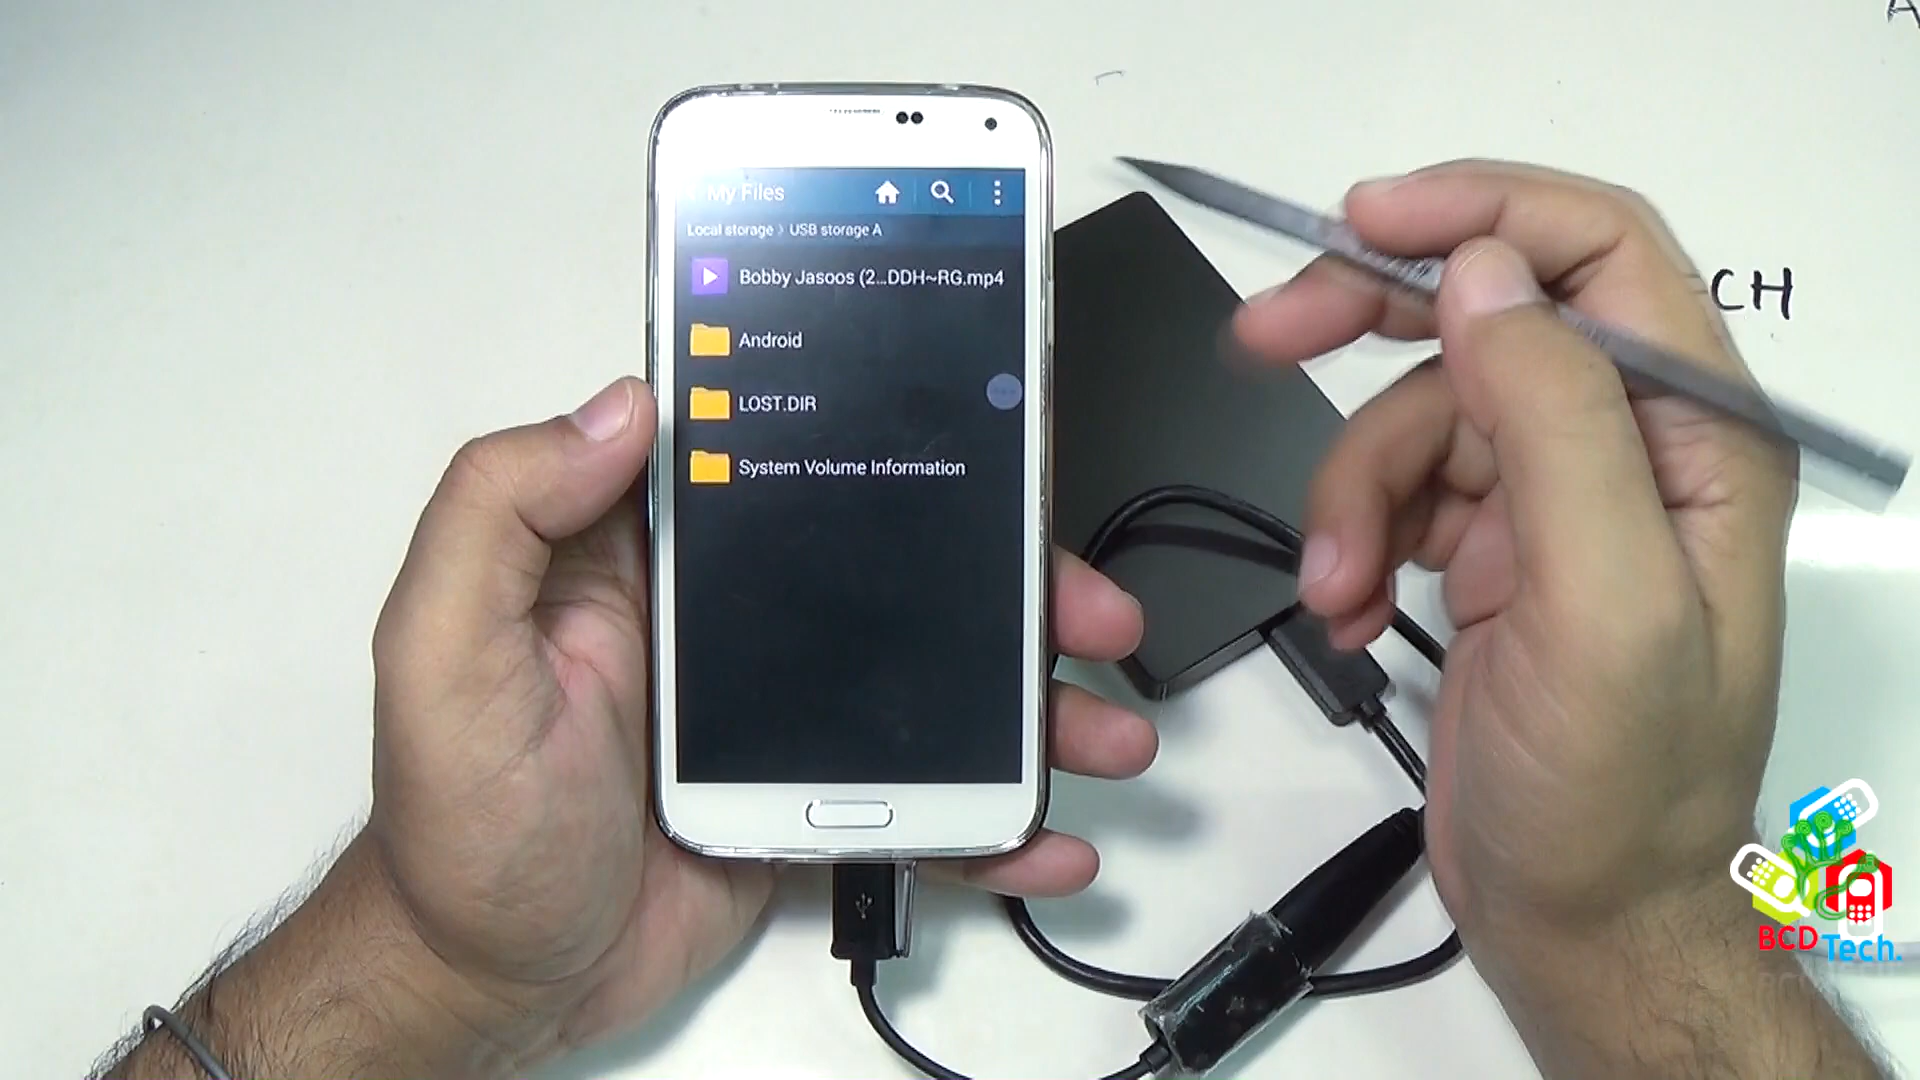 My Files
Local storage > USB storage A
Bobby Jasoos (2...DDH~RG.mp4
Android
LOST.DIR
System Volume Information
CH
BCD Tech.